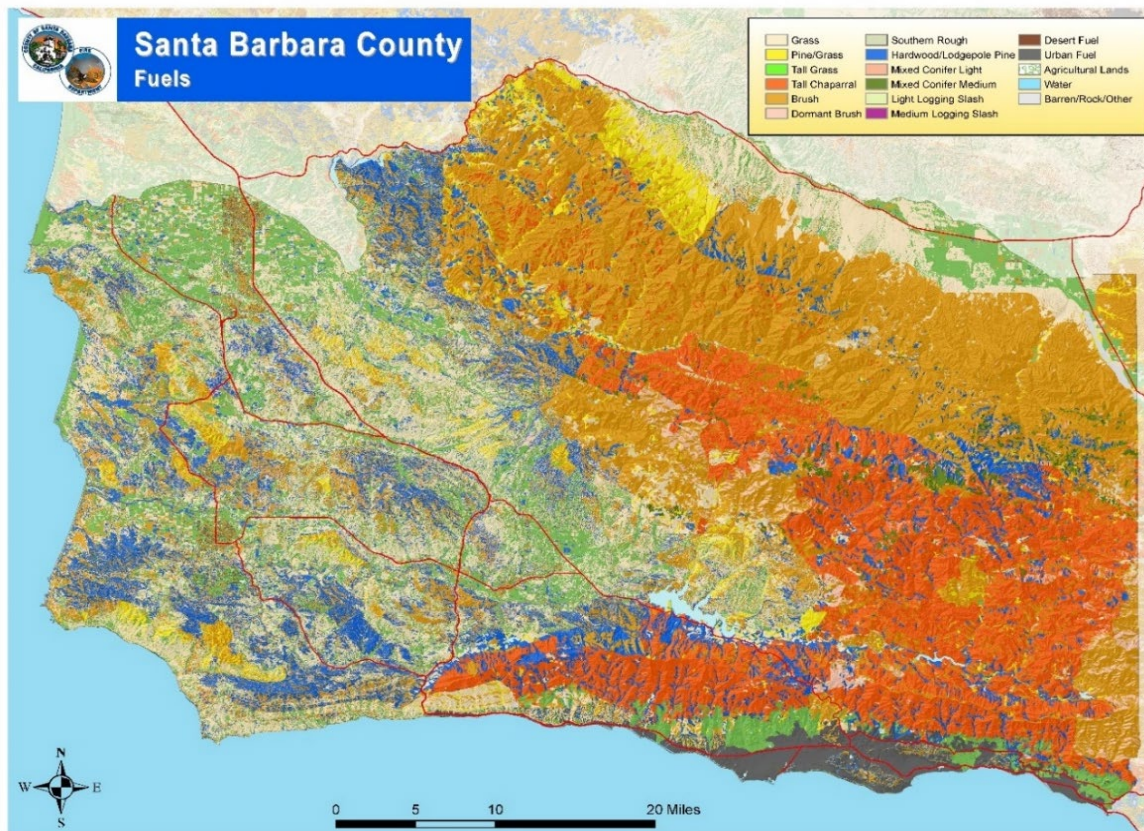 Santa Barbara County
Fuels
Grass
Pine/Grass
Tall Grass
Tall Chaparral
Brush
Dormant Brush
Southern Rough
Hardwood/Lodgepole Pine
Mixed Conifer Light
Mixed Conifer Medium
Light Logging Slash
Medium Logging Slash
Desert Fuel
Urban Fuel
Agricultural Lands
Water
Barren/Rock/Other
N
W E
S
0 5 10 20 Miles